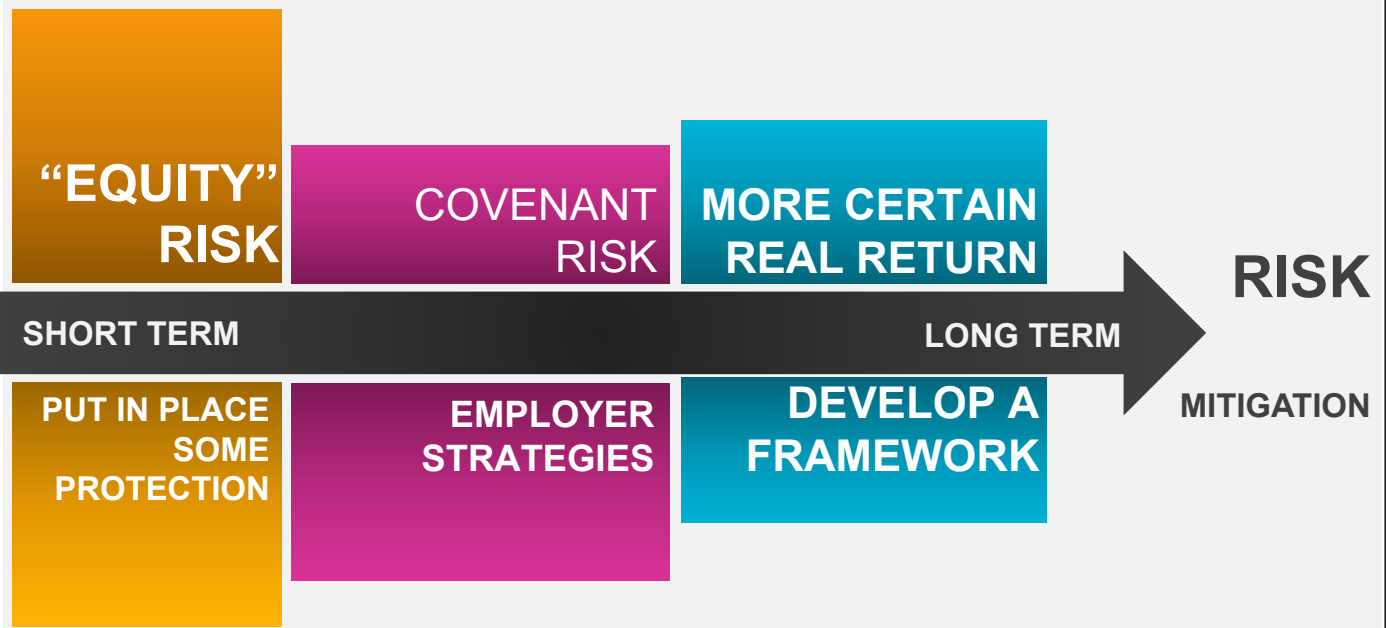 “EQUITY”
RISK
COVENANT
RISK
MORE CERTAIN
REAL RETURN
RISK
SHORT TERM
LONG TERM
PUT IN PLACE
SOME
PROTECTION
EMPLOYER
STRATEGIES
DEVELOP A
FRAMEWORK
MITIGATION